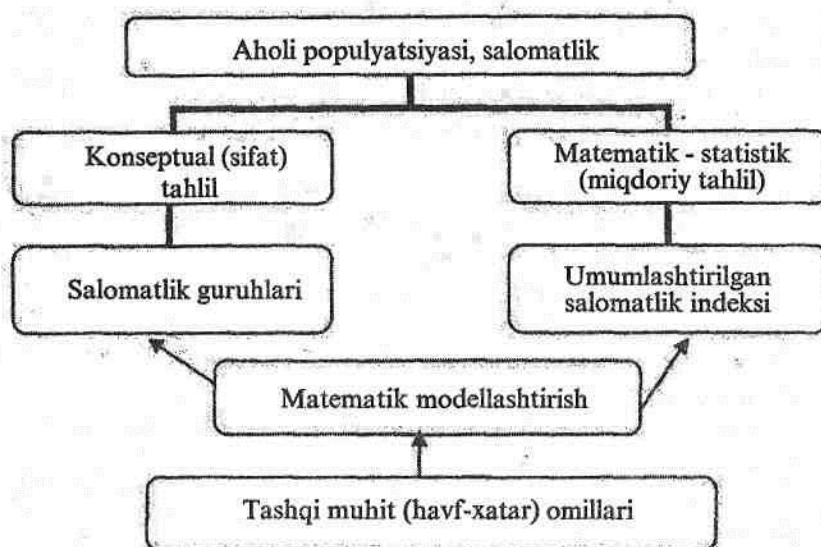 Aholi populyatsiyasi, salomatlik
Konseptual (sifat)
tahlil
Matematik - statistik
(miqdoriy tahlil)
Salomatlik guruhlari
Umumlashtirilgan
salomatlik indeksi
Matematik modellashtirish
Tashqi muhit (havf-xatar) omillari